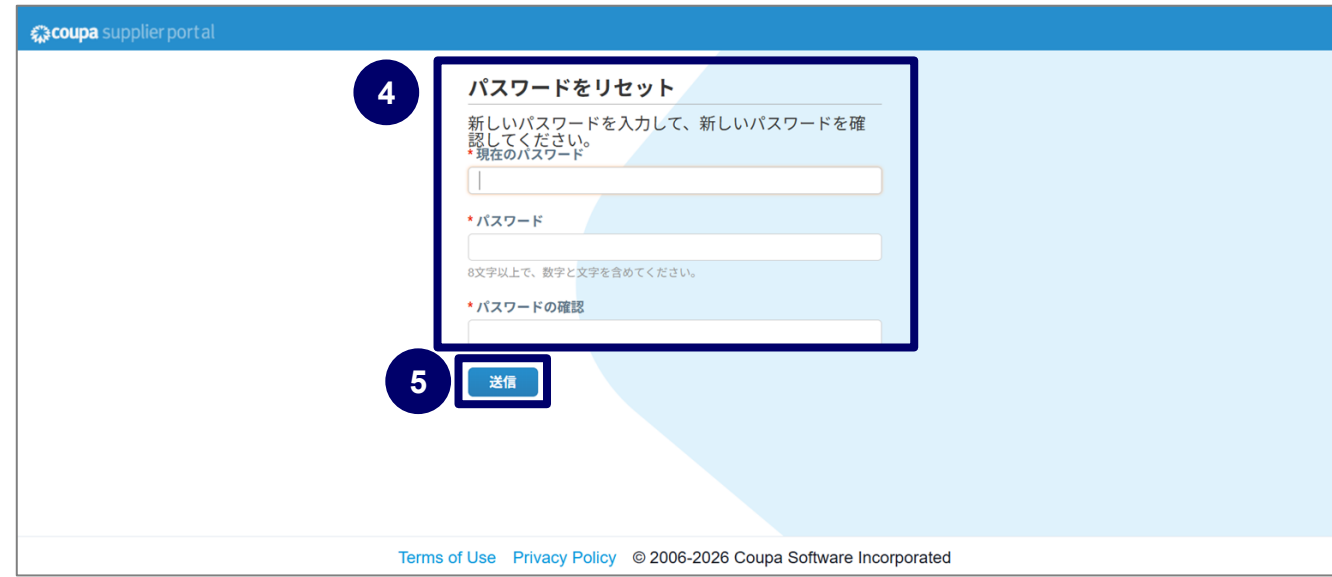 coupa supplier portal
4
パスワードをリセット
新しいパスワードを入力して、新しいパスワードを確
認してください。
* 現在のパスワード
* パスワード
8文字以上で、数字と文字を含めてください。
* パスワードの確認
5
送信
Terms of Use Privacy Policy © 2006-2026 Coupa Software Incorporated